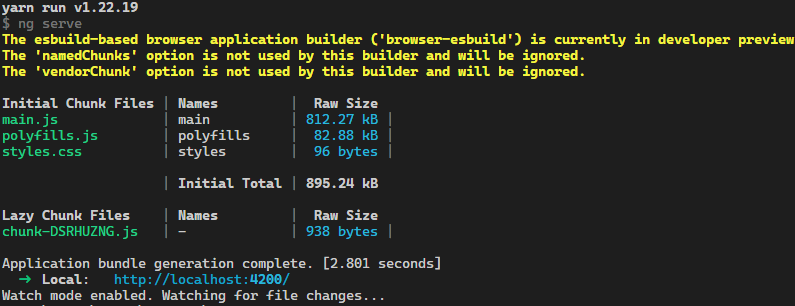 yarn run v1.22.19
$ ng serve
The esbuild-based browser application builder ('browser-esbuild') is currently in developer preview
The 'namedChunks' option is not used by this builder and will be ignored.
The 'vendorChunk' option is not used by this builder and will be ignored.
Initial Chunk Files | Names | Raw Size
main.js | main | 812.27 kB |
polyfills.js | polyfills | 82.88 kB |
styles.css | styles | 96 bytes |
| Initial Total | 895.24 kB
Lazy Chunk Files | Names | Raw Size
chunk-DSRHUZNG.js | - | 938 bytes |
Application bundle generation complete. [2.801 seconds]
➜ Local: http://localhost:4200/
Watch mode enabled. Watching for file changes...